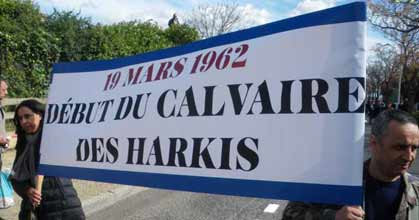 19 MARS 1962
DÉBUT DU CALVAIRE
DES HARKIS